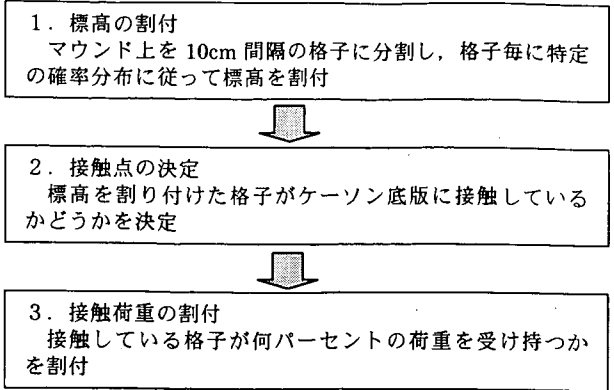 1．標高の割付
マウンド上を 10cm 間隔の格子に分割し，格子毎に特定
の確率分布に従って標高を割付
2．接触点の決定
標高を割り付けた格子がケーソン底版に接触している
かどうかを決定
3．接触荷重の割付
接触している格子が何パーセントの荷重を受け持つか
を割付